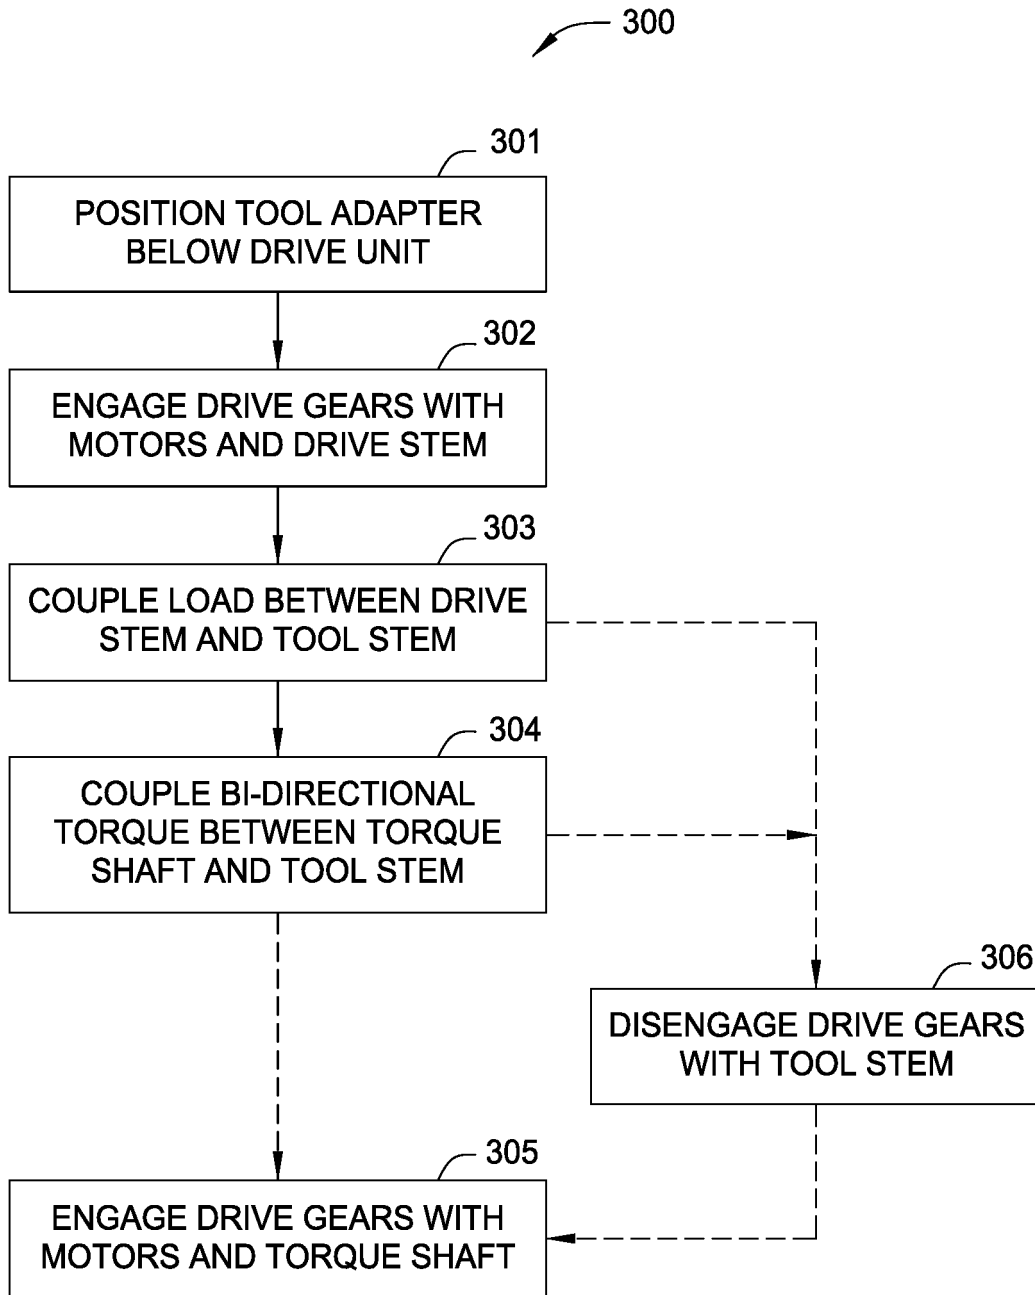 300
301
POSITION TOOL ADAPTER
BELOW DRIVE UNIT
302
ENGAGE DRIVE GEARS WITH
MOTORS AND DRIVE STEM
303
COUPLE LOAD BETWEEN DRIVE
STEM AND TOOL STEM
304
COUPLE BI-DIRECTIONAL
TORQUE BETWEEN TORQUE
SHAFT AND TOOL STEM
306
DISENGAGE DRIVE GEARS
WITH TOOL STEM
305
ENGAGE DRIVE GEARS WITH
MOTORS AND TORQUE SHAFT